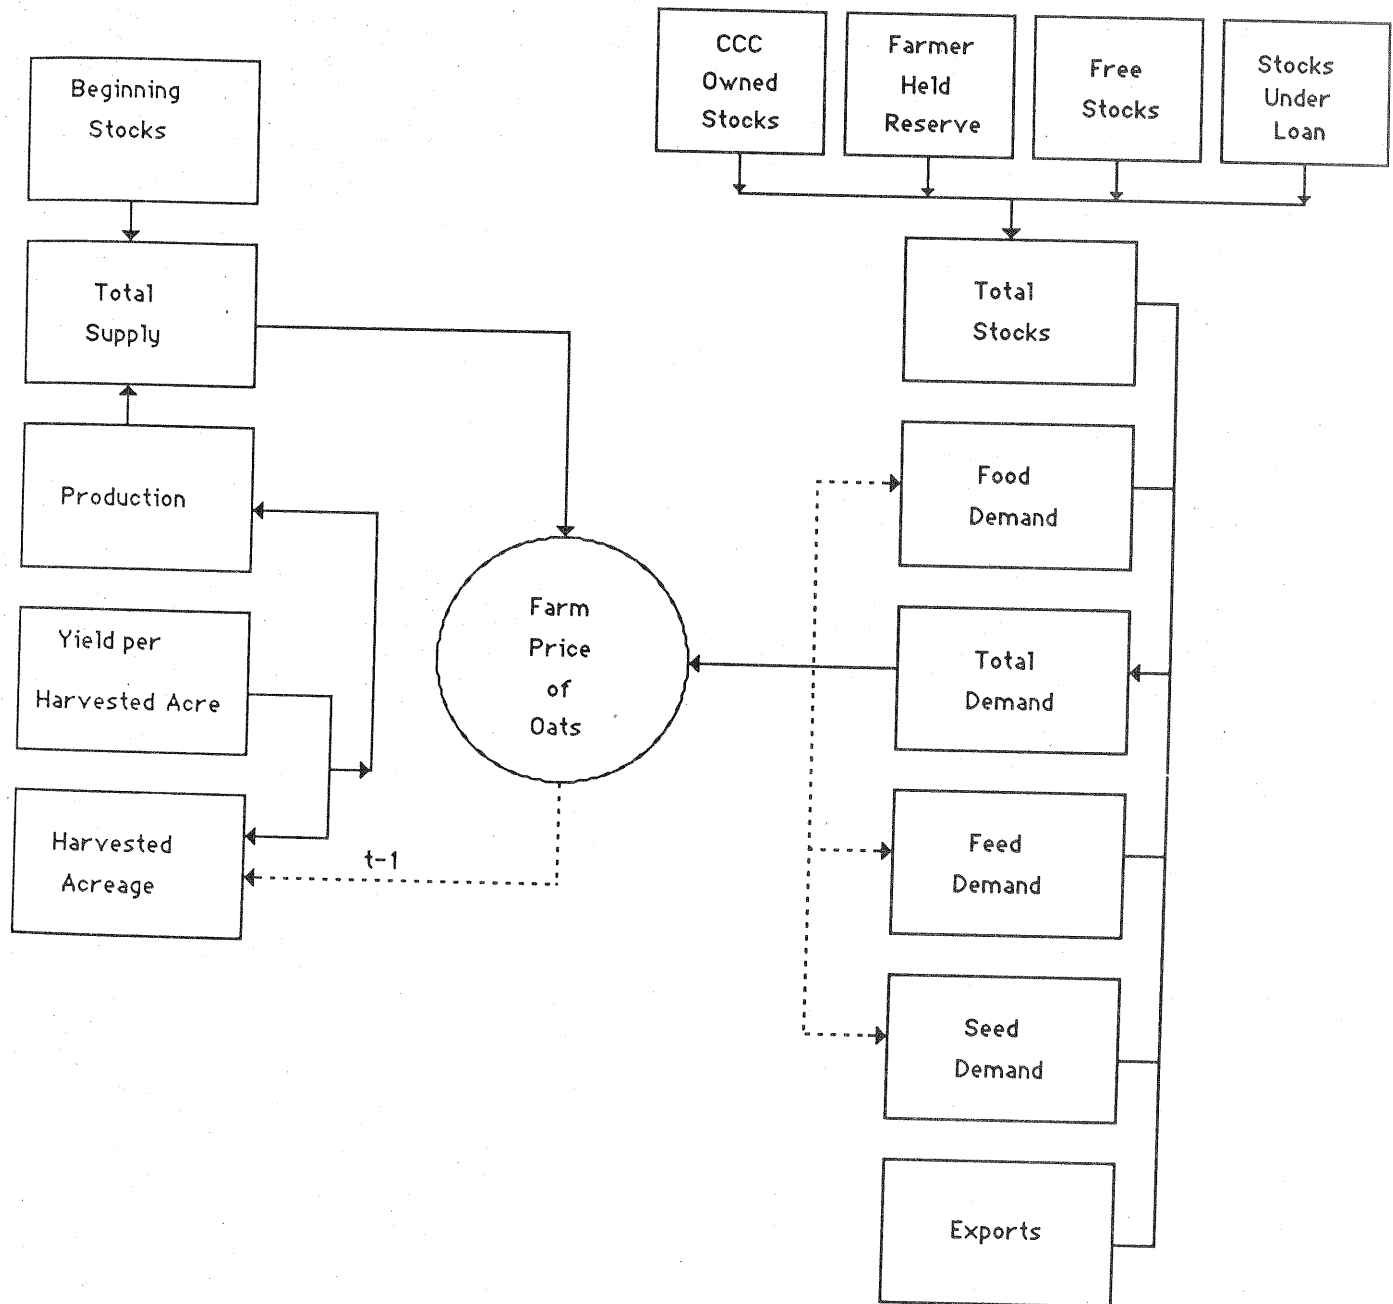 CCC
Owned
Stocks
Farmer
Held
Reserve
Free
Stocks
Stocks
Under
Loan
Beginning
Stocks
Total
Supply
Total
Stocks
Production
Food
Demand
Yield per
Harvested Acre
Farm
Price
of
Oats
Total
Demand
Harvested
Acreage
t-1
Feed
Demand
Seed
Demand
Exports